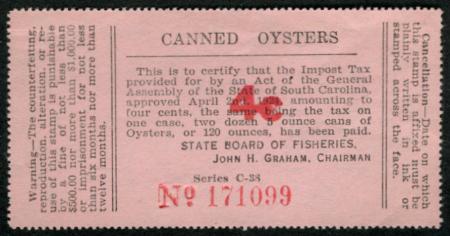 CANNED OYSTERS
This is to certify that the Impost Tax
provided for by an Act of the General
Assembly of the State of South Carolina,
approved April 2nd, amounting to
four cents, the same being the tax on
one case, two dozen 5 ounce cans of
Oysters, or 120 ounces, has been paid.
4¢
STATE BOARD OF FISHERIES,
JOHN H. GRAHAM, CHAIRMAN
Series C-38
No 171099
Warning—The counterfeiting,
reproduction, alteration, or re-
use of this stamp is punishable
by a fine of not less than
$500.00, nor more than $1,000.00
or imprisonment for not less
than six months nor more than
twelve months.
Cancellation—Date on which
this stamp is affixed must be
plainly written in ink or
stamped across the face.